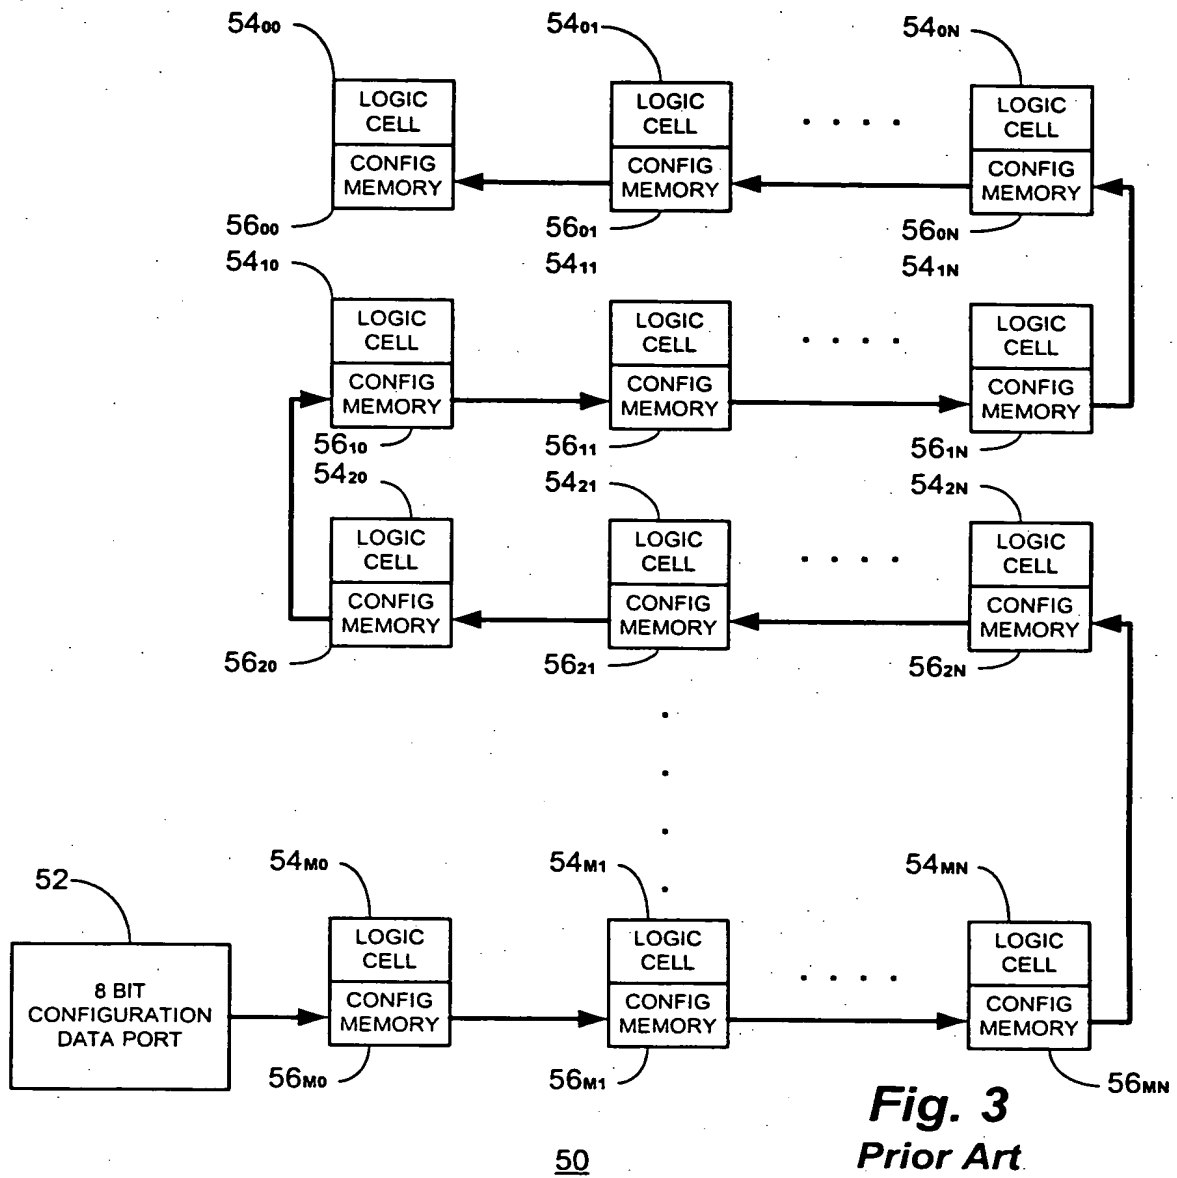 54₀₀ 54₀₁ 54₀N
LOGIC CELL LOGIC CELL LOGIC CELL
CONFIG MEMORY CONFIG MEMORY CONFIG MEMORY
56₀₀ 56₀₁ 56₀N
54₁₀ 54₁₁ 54₁N
LOGIC CELL LOGIC CELL LOGIC CELL
CONFIG MEMORY CONFIG MEMORY CONFIG MEMORY
56₁₀ 56₁₁ 56₁N
54₂₀ 54₂₁ 54₂N
LOGIC CELL LOGIC CELL LOGIC CELL
CONFIG MEMORY CONFIG MEMORY CONFIG MEMORY
56₂₀ 56₂₁ 56₂N
52 54M0 54M1 54MN
LOGIC CELL LOGIC CELL LOGIC CELL
8 BIT
CONFIGURATION
DATA PORT
CONFIG MEMORY CONFIG MEMORY CONFIG MEMORY
56M0 56M1 56MN
Fig. 3
Prior Art
50